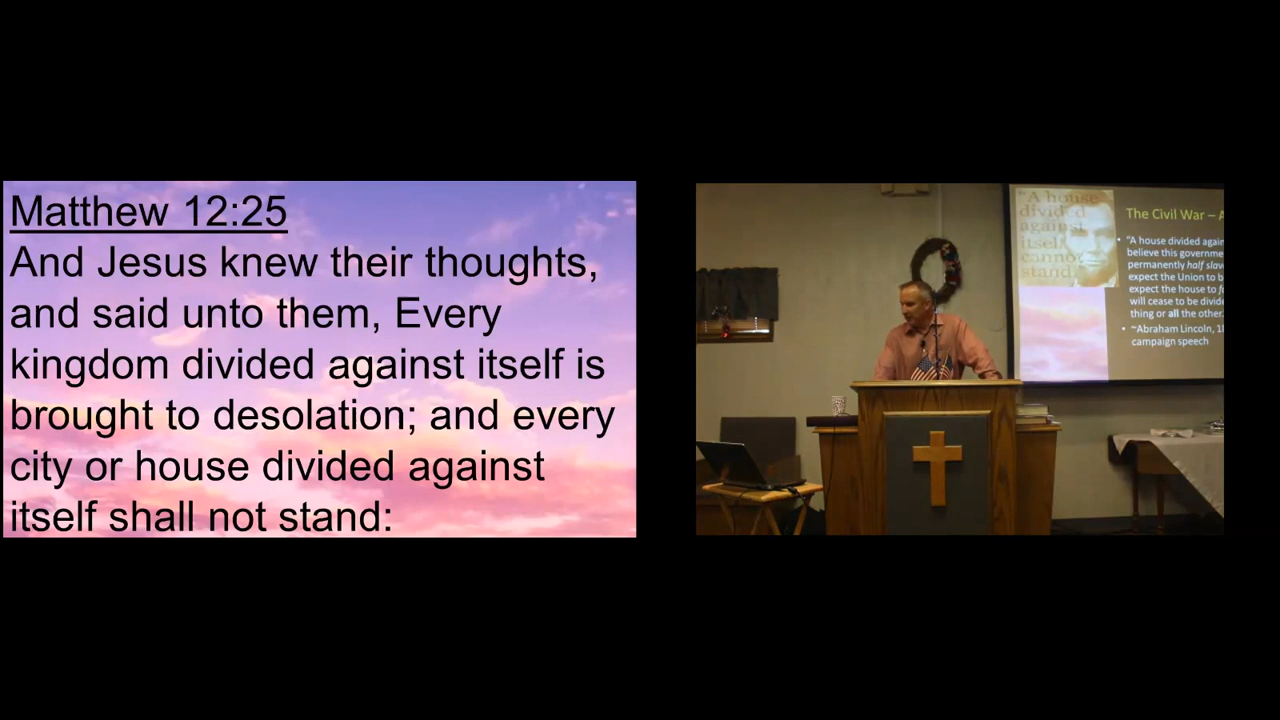 Matthew 12:25
And Jesus knew their thoughts,
and said unto them, Every
kingdom divided against itself is
brought to desolation; and every
city or house divided against
itself shall not stand:
"A house
divided
against
itself
cannot
stand.
The Civil War – A
• "A house divided again
believe this governme
permanently half slav
expect the Union to b
expect the house to f
will cease to be divide
thing or all the other.
• ~Abraham Lincoln, 1
campaign speech